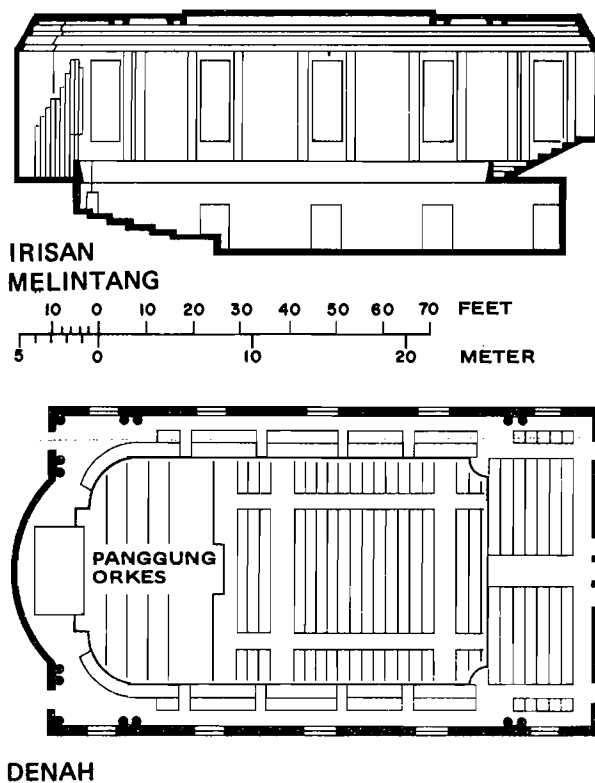 IRISAN
MELINTANG
10 0 10 20 30 40 50 60 70 FEET
5 0 10 20 METER
PANGGUNG
ORKES
DENAH